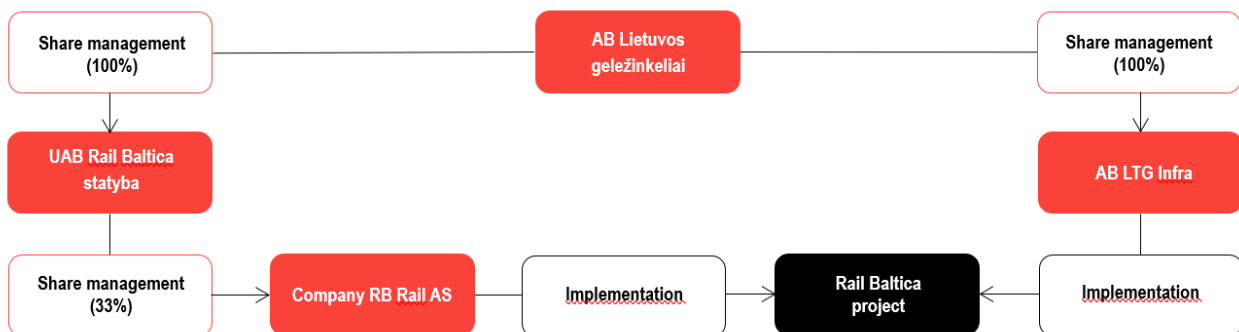 Share management
(100%)
AB Lietuvos
geležinkeliai
Share management
(100%)
UAB Rail Baltica
statyba
AB LTG Infra
Share management
(33%)
Company RB Rail AS
Implementation
Rail Baltica
project
Implementation